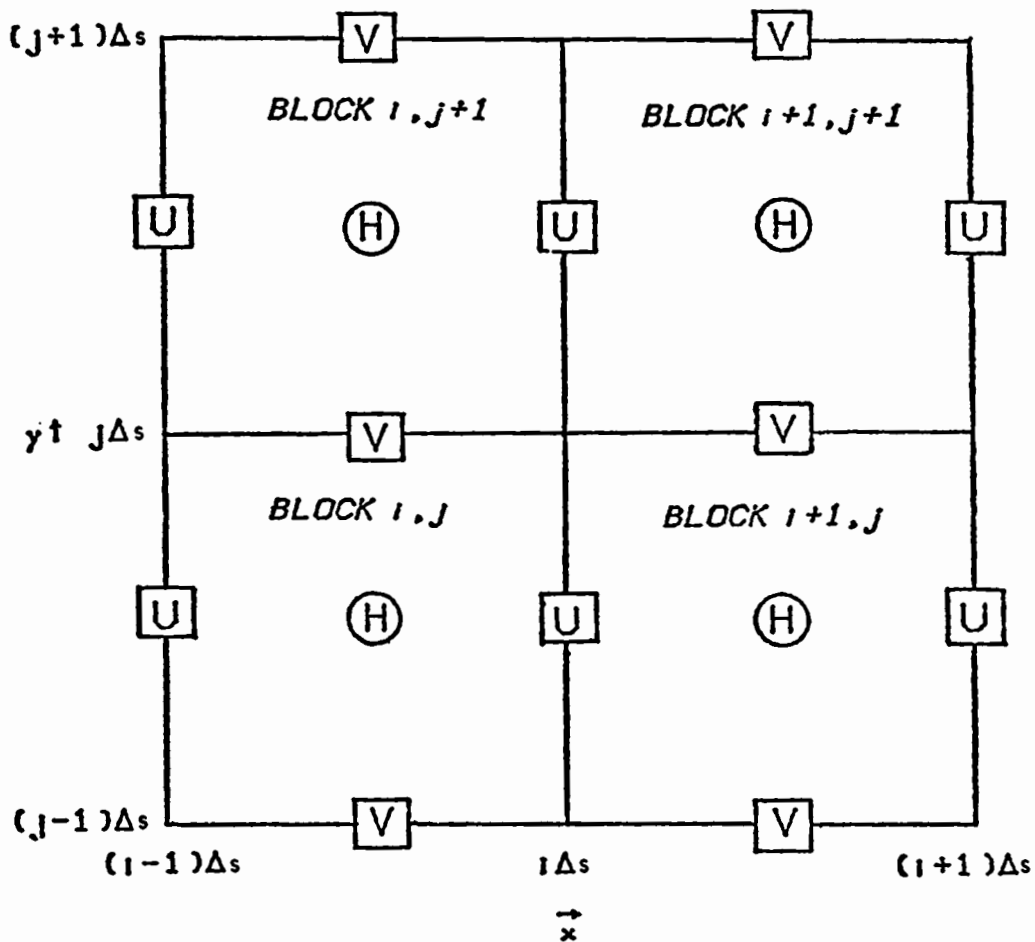 (j+1)Δs V V
BLOCK i,j+1 BLOCK i+1,j+1
U H U H U
y↑ jΔs V V
BLOCK i,j BLOCK i+1,j
U H U H U
(j-1)Δs V V
(i-1)Δs iΔs (i+1)Δs
→
x